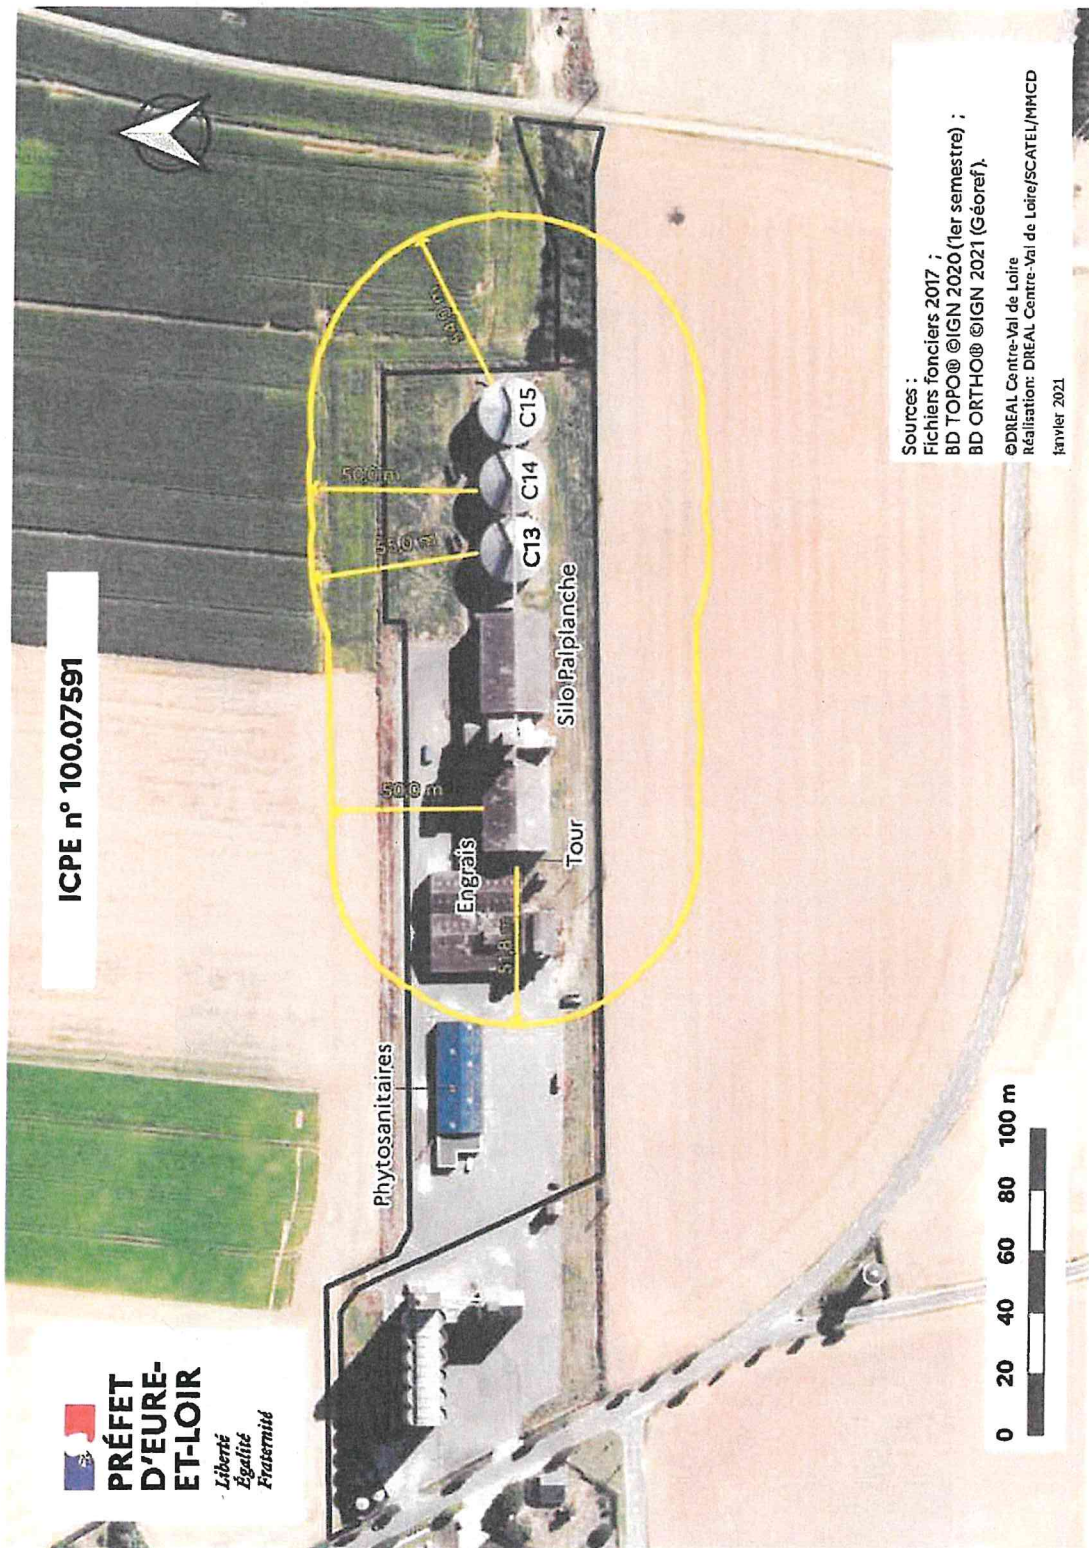 PRÉFET
D'EURE-
ET-LOIR
Liberté
Égalité
Fraternité
ICPE n° 100.07591
Phytosanitaires
Engrais
Tour
Silo Palplanche
C13
C14
C15
51,8 m
50,0 m
50,0 m
Sources :
Fichiers fonciers 2017 ;
BD TOPO® ©IGN 2020 (1er semestre) ;
BD ORTHO® ©IGN 2021 (Géoref).
©DREAL Centre-Val de Loire
Réalisation: DREAL Centre-Val de Loire/SCATEL/MMCD
janvier 2021
0 20 40 60 80 100 m